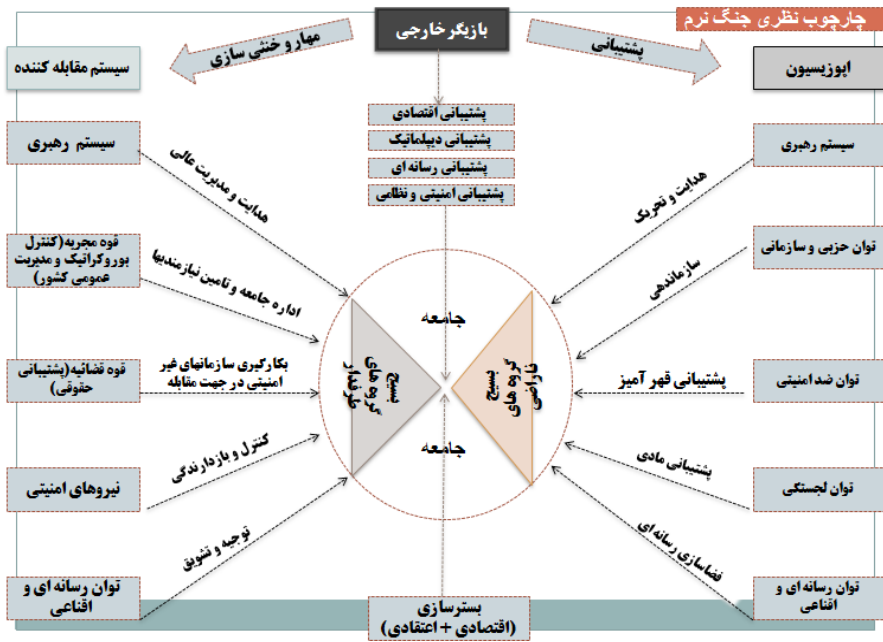 چارچوب نظری جنگ نرم
بازیگر خارجی
پشتیبانی
مهار و خنثی سازی
اپوزیسیون
سیستم مقابله کننده
پشتیبانی اقتصادی
پشتیبانی دیپلماتیک
پشتیبانی رسانه ای
پشتیبانی امنیتی و نظامی
سیستم رهبری
هدایت و تحریک
توان حزبی و سازمانی
سازماندهی
توان ضد امنیتی
پشتیبانی قهر آمیز
توان لجستگی
پشتیبانی مادی
توان رسانه ای و
اقناعی
فضاسازی رسانه ای
جامعه
بسیج
گروه های
ناراضی
بسیج
گروه های
طرفدار
جامعه
سیستم رهبری
هدایت و مدیریت عالی
قوه مجریه(کنترل
بوروکراتیک و مدیریت
عمومی کشور)
اداره جامعه و تامین نیازمندیها
قوه قضائیه(پشتیبانی
حقوقی)
بکارگیری سازمانهای غیر
امنیتی در جهت مقابله
نیروهای امنیتی
کنترل و بازدارندگی
توان رسانه ای و
اقناعی
توجیه و تشویق
بسترسازی
(اقتصادی + اعتقادی)